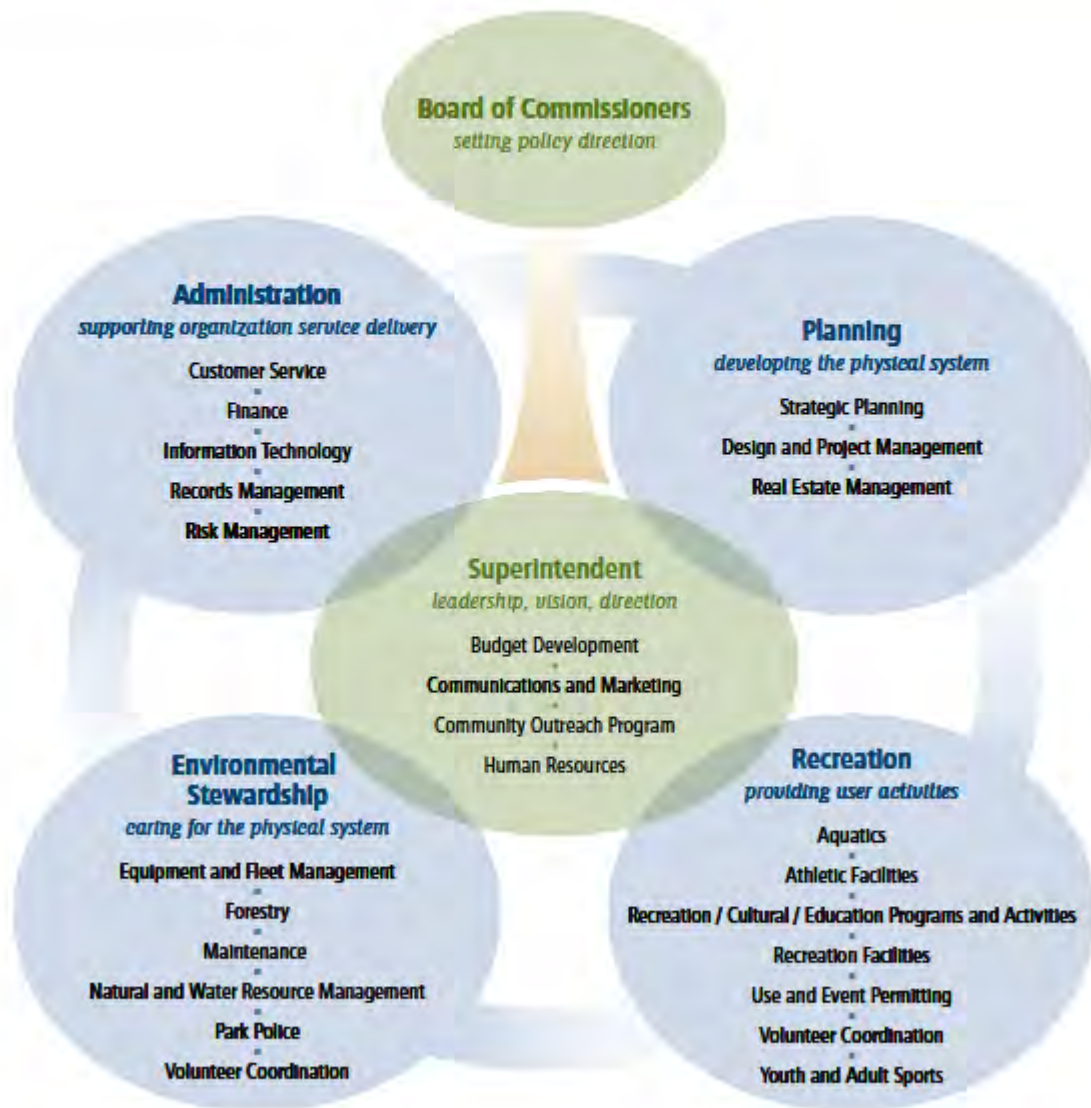 Board of Commissioners
setting policy direction
Administration
supporting organization service delivery
Customer Service
Finance
Information Technology
Records Management
Risk Management
Planning
developing the physical system
Strategic Planning
Design and Project Management
Real Estate Management
Superintendent
leadership, vision, direction
Budget Development
Communications and Marketing
Community Outreach Program
Human Resources
Environmental
Stewardship
caring for the physical system
Equipment and Fleet Management
Forestry
Maintenance
Natural and Water Resource Management
Park Police
Volunteer Coordination
Recreation
providing user activities
Aquatics
Athletic Facilities
Recreation / Cultural / Education Programs and Activities
Recreation Facilities
Use and Event Permitting
Volunteer Coordination
Youth and Adult Sports